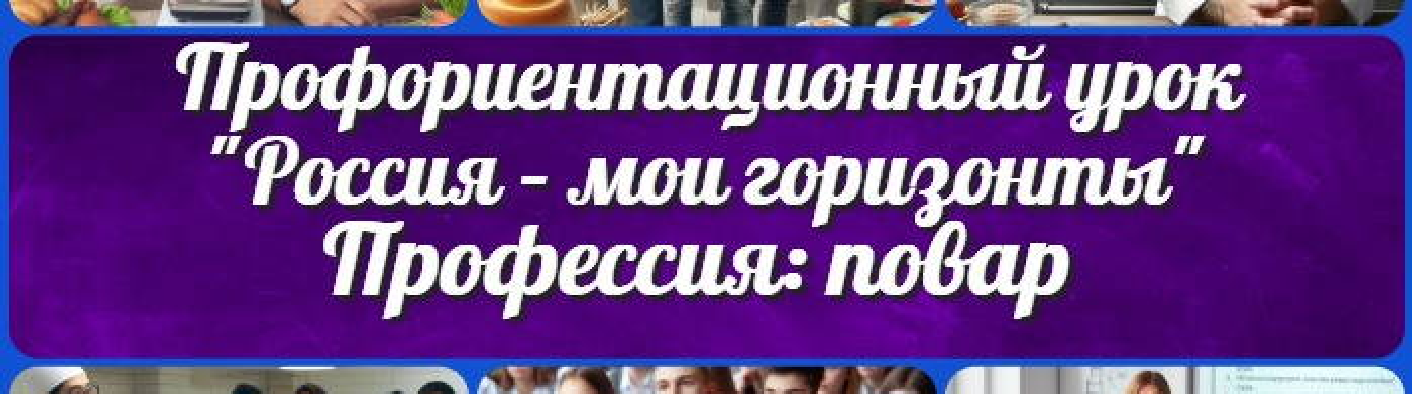 Профориентационный урок
"Россия – мои горизонты"
Профессия: повар